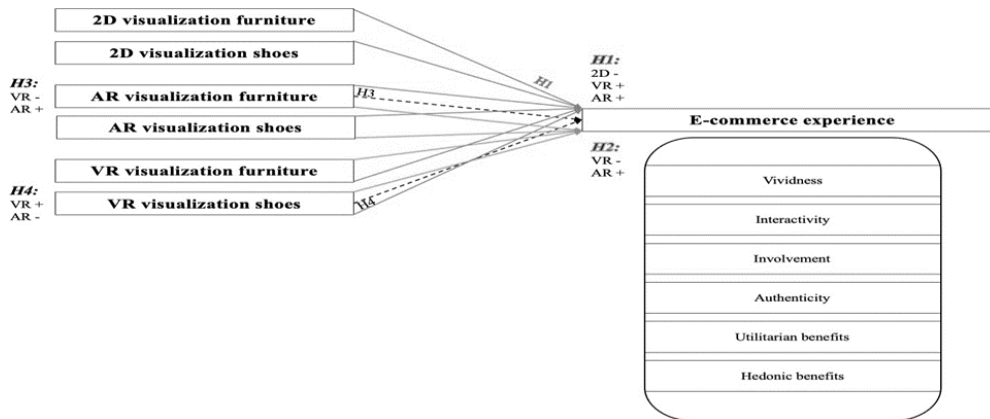 2D visualization furniture
2D visualization shoes
H3:
VR -
AR +
AR visualization furniture
AR visualization shoes
VR visualization furniture
H4:
VR +
AR -
VR visualization shoes
H1
H3
H4
H1:
2D -
VR +
AR +
E-commerce experience
H2:
VR -
AR +
Vividness
Interactivity
Involvement
Authenticity
Utilitarian benefits
Hedonic benefits